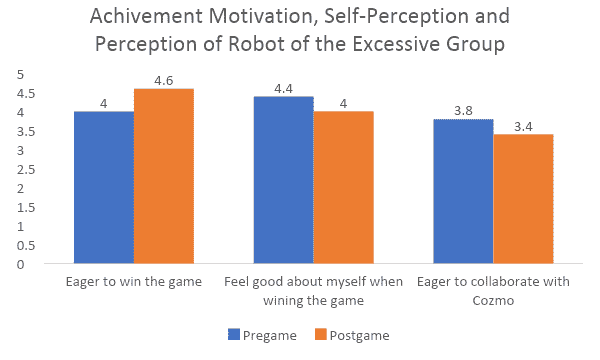 Achivement Motivation, Self-Perception and
Perception of Robot of the Excessive Group
5
4.5
4
3.5
3
2.5
2
1.5
1
0.5
0
4
4.6
4.4
4
3.8
3.4
Eager to win the game
Feel good about myself when
wining the game
Eager to collaborate with
Cozmo
Pregame
Postgame